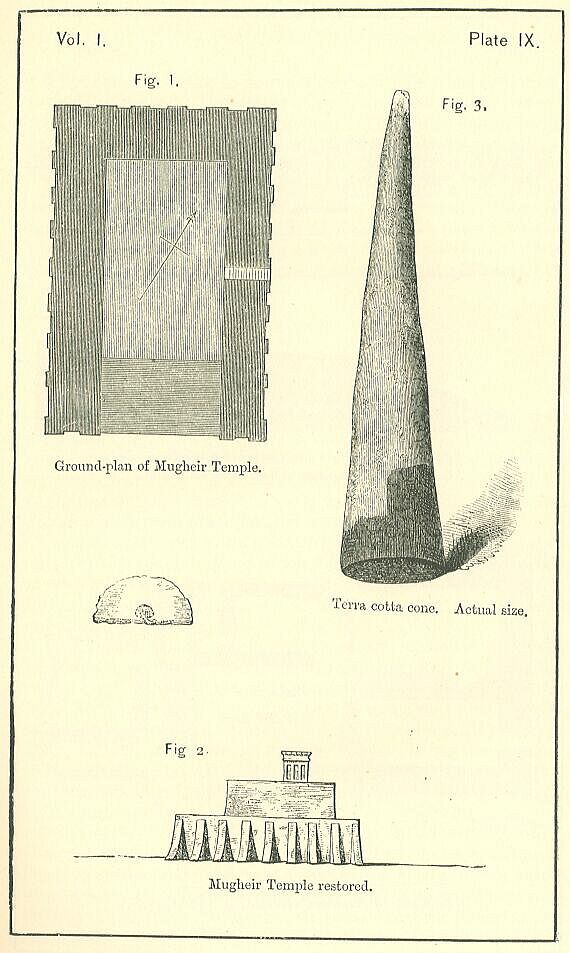 Vol. I.
Plate IX.
Fig. 1.
Fig. 3.
Ground-plan of Mugheir Temple.
Terra cotta cone. Actual size.
Fig 2.
Mugheir Temple restored.